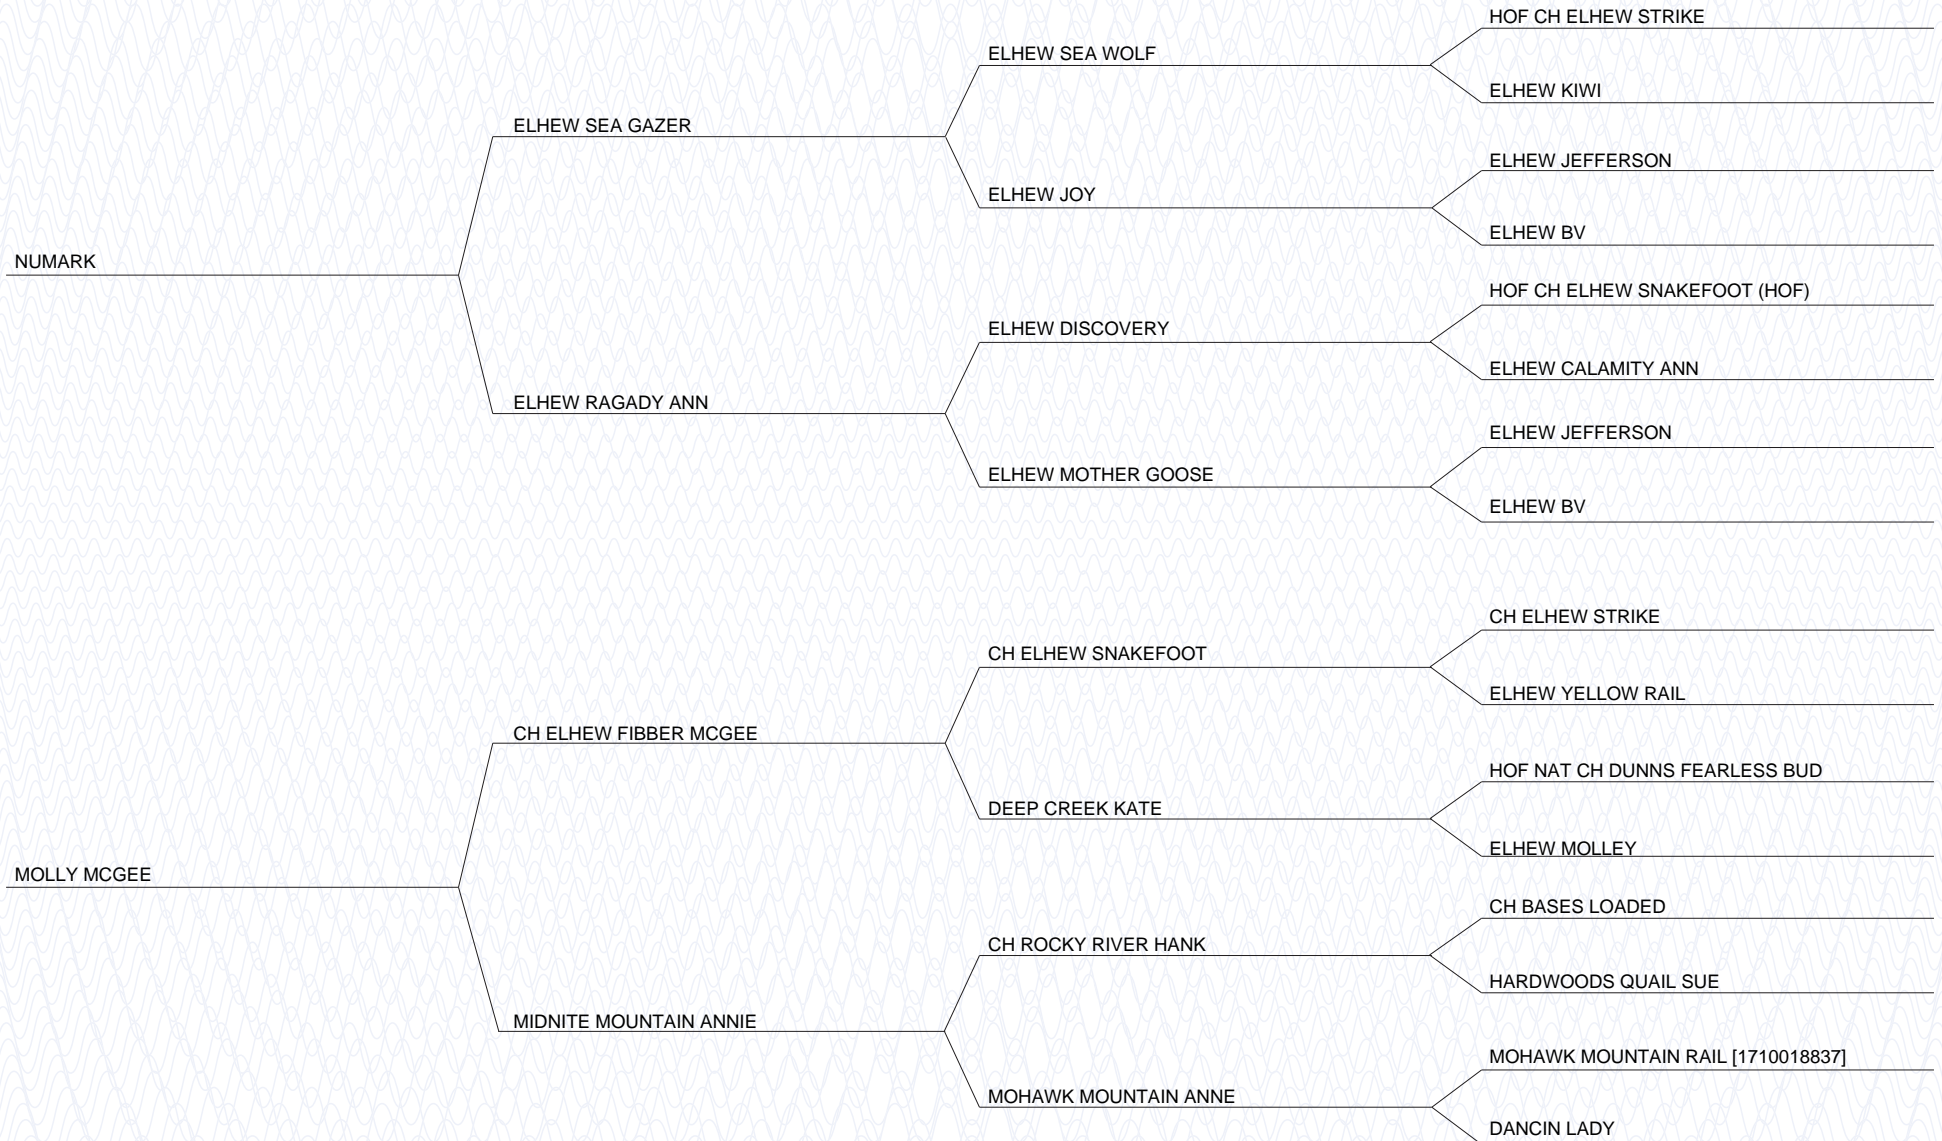 HOF CH ELHEW STRIKE
ELHEW SEA WOLF
ELHEW KIWI
ELHEW SEA GAZER
ELHEW JEFFERSON
ELHEW JOY
ELHEW BV
NUMARK
HOF CH ELHEW SNAKEFOOT (HOF)
ELHEW DISCOVERY
ELHEW CALAMITY ANN
ELHEW RAGADY ANN
ELHEW JEFFERSON
ELHEW MOTHER GOOSE
ELHEW BV
CH ELHEW STRIKE
CH ELHEW SNAKEFOOT
ELHEW YELLOW RAIL
CH ELHEW FIBBER MCGEE
HOF NAT CH DUNNS FEARLESS BUD
DEEP CREEK KATE
ELHEW MOLLEY
MOLLY MCGEE
CH BASES LOADED
CH ROCKY RIVER HANK
HARDWOODS QUAIL SUE
MIDNITE MOUNTAIN ANNIE
MOHAWK MOUNTAIN RAIL [1710018837]
MOHAWK MOUNTAIN ANNE
DANCIN LADY